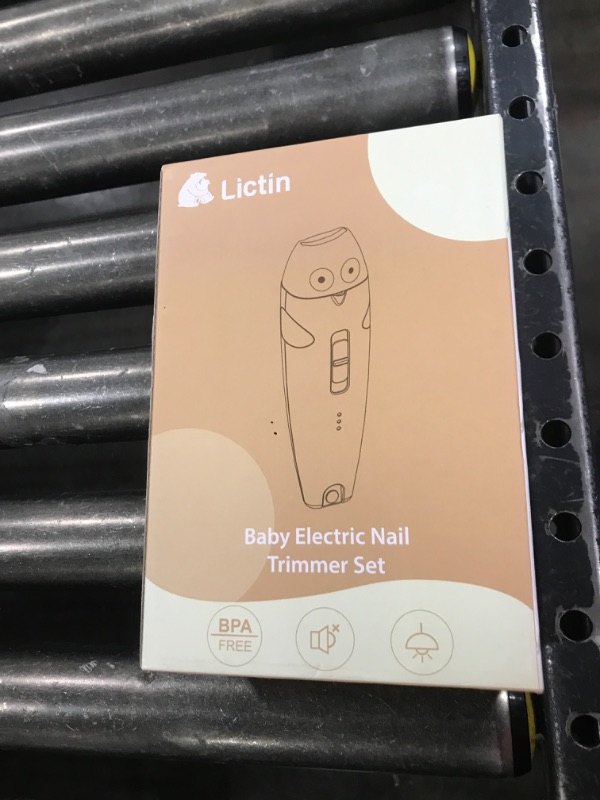 Lictin
Baby Electric Nail
Trimmer Set
BPA
FREE